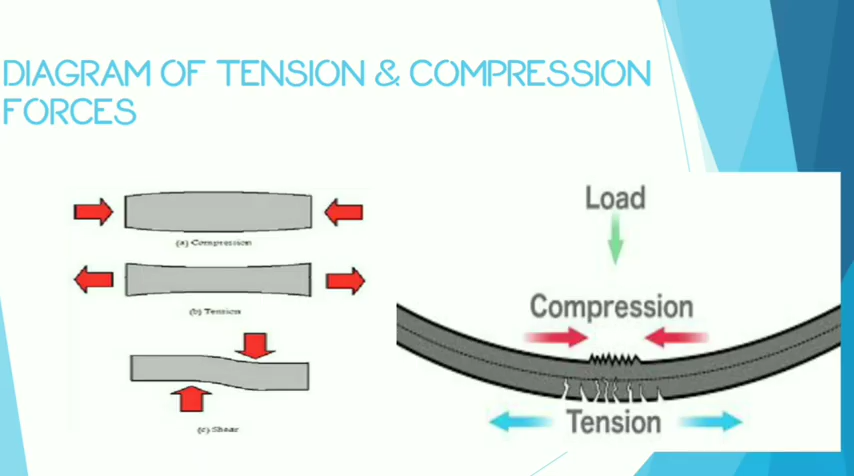 DIAGRAM OF TENSION & COMPRESSION
FORCES
(a) Compression
(b) Tension
(c) Shear
Load
Compression
Tension